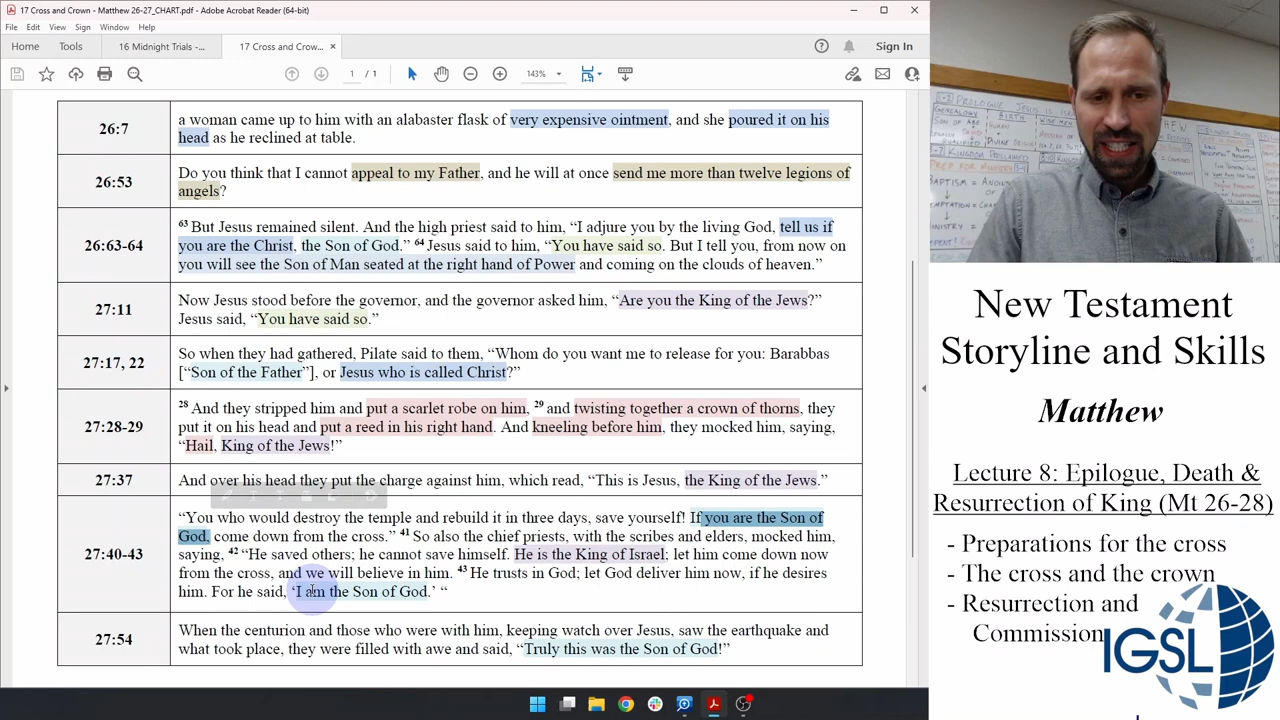 17 Cross and Crown - Matthew 26-27_CHART.pdf - Adobe Acrobat Reader (64-bit)
File Edit View Sign Window Help
Home Tools 16 Midnight Trials -... 17 Cross and Crow... × Sign In
1 / 1 143%
26:7
a woman came up to him with an alabaster flask of very expensive ointment, and she poured it on his
head as he reclined at table.
26:53
Do you think that I cannot appeal to my Father, and he will at once send me more than twelve legions of
angels?
26:63-64
63 But Jesus remained silent. And the high priest said to him, “I adjure you by the living God, tell us if
you are the Christ, the Son of God.” 64 Jesus said to him, “You have said so. But I tell you, from now on
you will see the Son of Man seated at the right hand of Power and coming on the clouds of heaven.”
27:11
Now Jesus stood before the governor, and the governor asked him, “Are you the King of the Jews?”
Jesus said, “You have said so.”
27:17, 22
So when they had gathered, Pilate said to them, “Whom do you want me to release for you: Barabbas
[“Son of the Father”], or Jesus who is called Christ?”
27:28-29
28 And they stripped him and put a scarlet robe on him, 29 and twisting together a crown of thorns, they
put it on his head and put a reed in his right hand. And kneeling before him, they mocked him, saying,
“Hail, King of the Jews!”
27:37
And over his head they put the charge against him, which read, “This is Jesus, the King of the Jews.”
27:40-43
“You who would destroy the temple and rebuild it in three days, save yourself! If you are the Son of
God, come down from the cross.” 41 So also the chief priests, with the scribes and elders, mocked him,
saying, 42 “He saved others; he cannot save himself. He is the King of Israel; let him come down now
from the cross, and we will believe in him. 43 He trusts in God; let God deliver him now, if he desires
him. For he said, ‘I am the Son of God.’ “
27:54
When the centurion and those who were with him, keeping watch over Jesus, saw the earthquake and
what took place, they were filled with awe and said, “Truly this was the Son of God!”
PROLOGUE
GENEALOGY BIRTH
New Testament
Storyline and Skills
Matthew
Lecture 8: Epilogue, Death &
Resurrection of King (Mt 26-28)
- Preparations for the cross
- The cross and the crown
- Resurrection and
Commission
IGSL